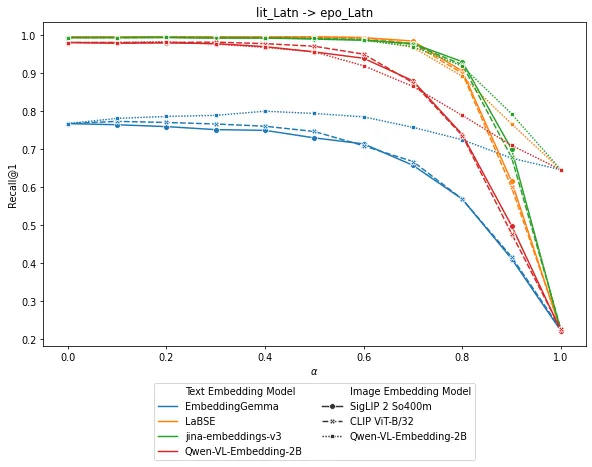 lit_Latn -> epo_Latn
Recall@1
1.0
0.9
0.8
0.7
0.6
0.5
0.4
0.3
0.2
0.0 0.2 0.4 0.6 0.8 1.0
α
Text Embedding Model Image Embedding Model
EmbeddingGemma SigLIP 2 So400m
LaBSE CLIP ViT-B/32
jina-embeddings-v3 Qwen-VL-Embedding-2B
Qwen-VL-Embedding-2B